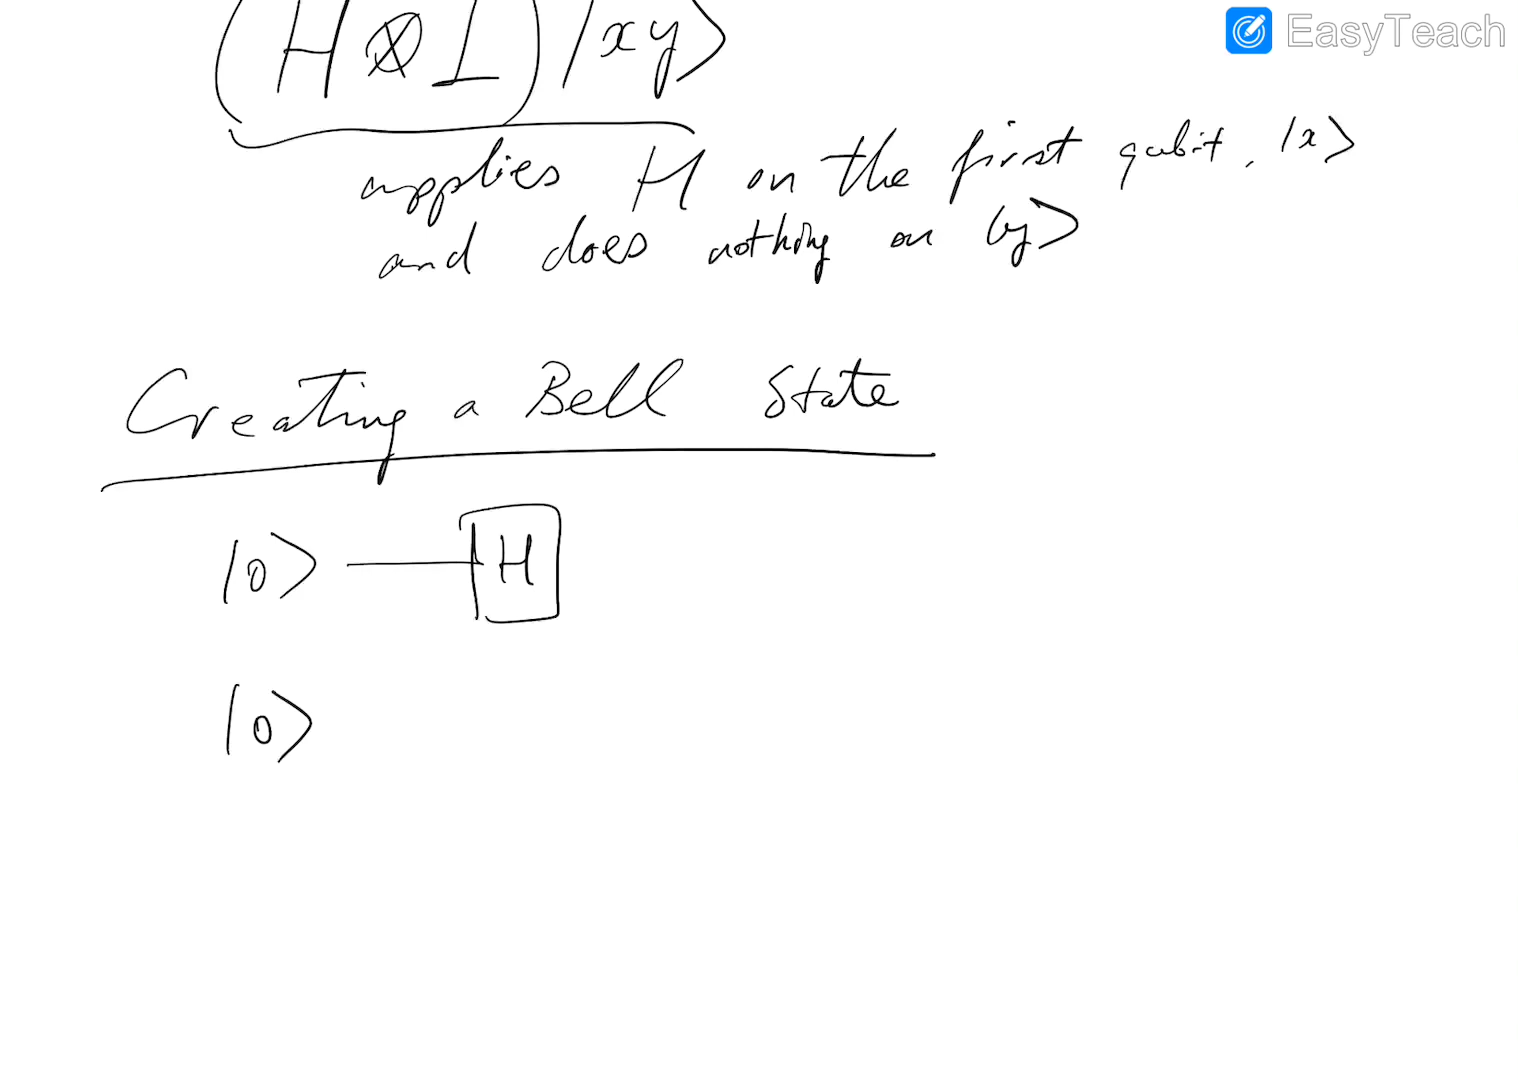 EasyTeach
(H ⊗ I) |xy>
applies H on the first qubit, |x>
and does nothing on |y>
Creating a Bell State
|0> H
|0>